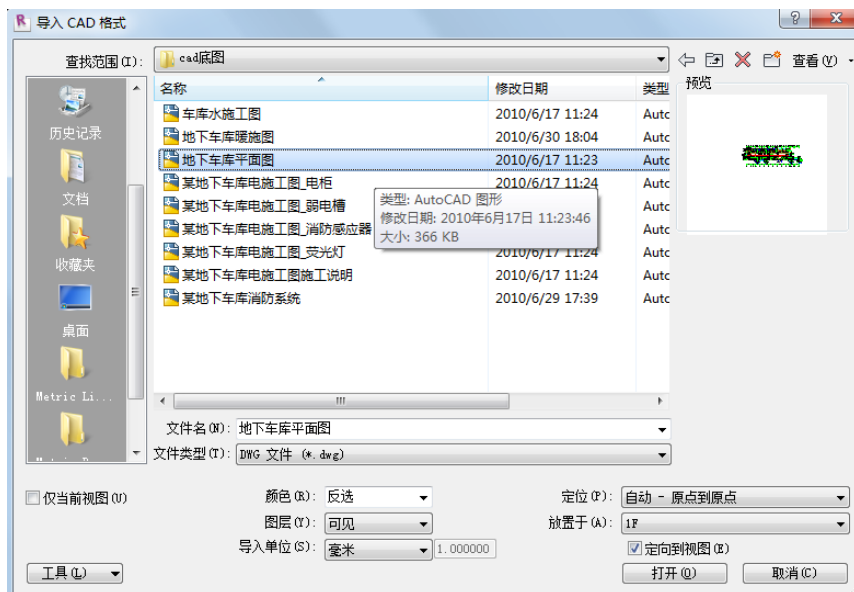 导入 CAD 格式
查找范围(I):
cad底图
查看(V)
历史记录
文档
收藏夹
桌面
Metric Li...
名称 修改日期 类型
车库水施工图 2010/6/17 11:24 Autc
地下车库暖施图 2010/6/30 18:04 Autc
地下车库平面图 2010/6/17 11:23 Autc
某地下车库电施工图_电柜 2010/6/17 11:24 Autc
某地下车库电施工图_弱电槽
某地下车库电施工图_消防感应器
某地下车库电施工图_荧光灯 2010/6/17 11:24 Autc
某地下车库电施工图施工说明 2010/6/17 11:24 Autc
某地下车库消防系统 2010/6/29 17:39 Autc
类型: AutoCAD 图形
修改日期: 2010年6月17日 11:23:46
大小: 366 KB
预览
文件名(N): 地下车库平面图
文件类型(T): DWG 文件 (*.dwg)
仅当前视图(U)
颜色(R): 反选
图层(Y): 可见
导入单位(S): 毫米 1.000000
定位(P): 自动 - 原点到原点
放置于(A): 1F
定向到视图(E)
工具(L)
打开(O)
取消(C)